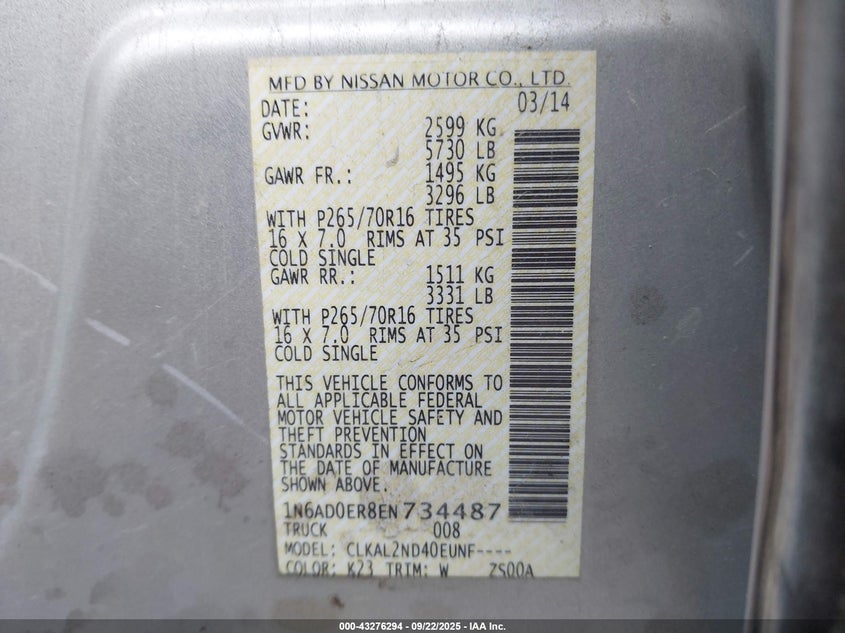 MFD BY NISSAN MOTOR CO., LTD.
DATE: 03/14
GVWR: 2599 KG
5730 LB
GAWR FR.: 1495 KG
3296 LB
WITH P265/70R16 TIRES
16 X 7.0 RIMS AT 35 PSI
COLD SINGLE
GAWR RR.: 1511 KG
3331 LB
WITH P265/70R16 TIRES
16 X 7.0 RIMS AT 35 PSI
COLD SINGLE
THIS VEHICLE CONFORMS TO
ALL APPLICABLE FEDERAL
MOTOR VEHICLE SAFETY AND
THEFT PREVENTION
STANDARDS IN EFFECT ON
THE DATE OF MANUFACTURE
SHOWN ABOVE.
1N6AD0ER8EN734487
TRUCK 008
MODEL: CLKAL2ND40EUNF----
COLOR: K23 TRIM: W ZS00A
000-43276294 - 09/22/2025 - IAA Inc.